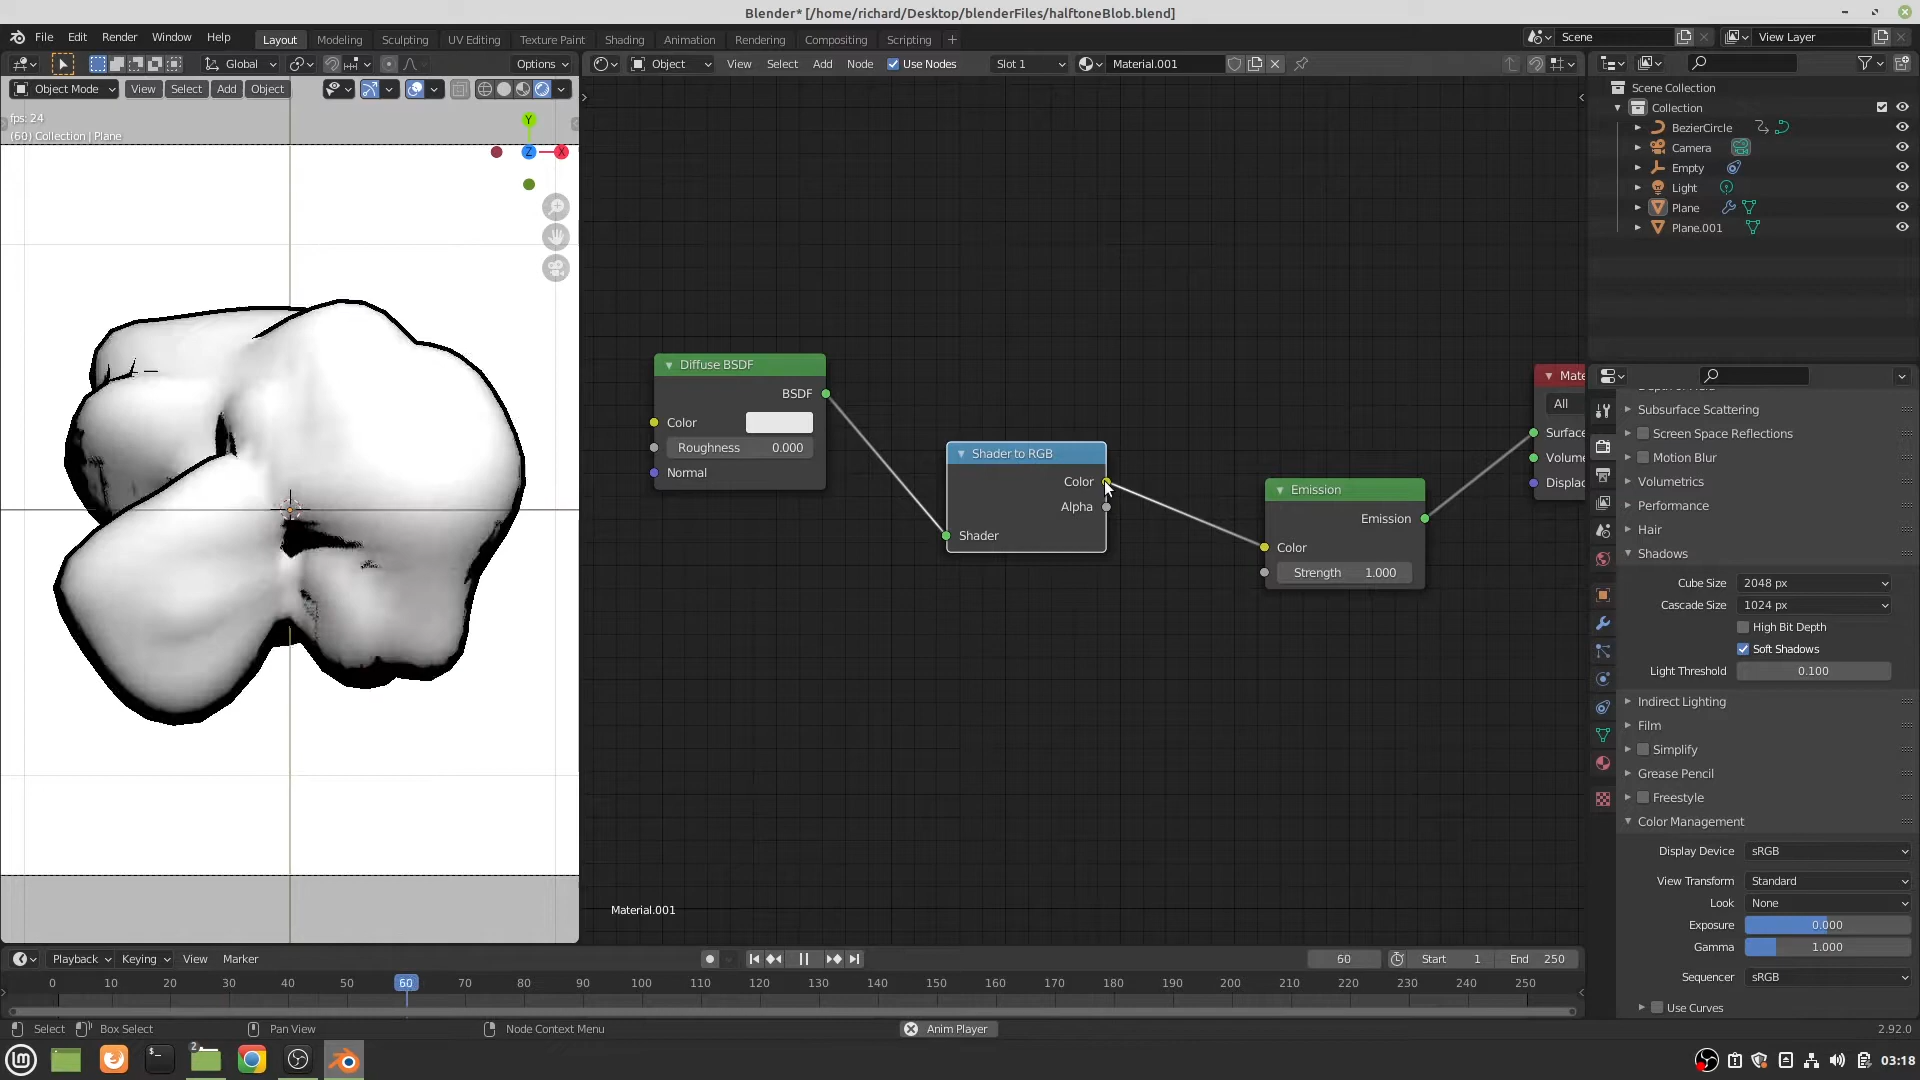 Blender* [/home/richard/Desktop/blenderFiles/halftoneBlob.blend]
File Edit Render Window Help Layout Modeling Sculpting UV Editing Texture Paint Shading Animation Rendering Compositing Scripting + Scene View Layer
Global Options Object View Select Add Node Use Nodes Slot 1 Material.001
Object Mode View Select Add Object
fps: 24
(60) Collection | Plane
Y
Z X
Scene Collection
Collection
BezierCircle
Camera
Empty
Light
Plane
Plane.001
Diffuse BSDF
BSDF
Color
Roughness 0.000
Normal
Shader to RGB
Color
Alpha
Shader
Emission
Emission
Color
Strength 1.000
Mate
All
Surface
Volume
Displac
Material.001
Subsurface Scattering
Screen Space Reflections
Motion Blur
Volumetrics
Performance
Hair
Shadows
Cube Size 2048 px
Cascade Size 1024 px
High Bit Depth
Soft Shadows
Light Threshold 0.100
Indirect Lighting
Film
Simplify
Grease Pencil
Freestyle
Color Management
Display Device sRGB
View Transform Standard
Look None
Exposure 0.000
Gamma 1.000
Sequencer sRGB
Use Curves
Playback Keying View Marker 60 Start 1 End 250
0 10 20 30 40 50 60 70 80 90 100 110 120 130 140 150 160 170 180 190 200 210 220 230 240 250
Select Box Select Pan View Node Context Menu Anim Player 2.92.0
2 03:18